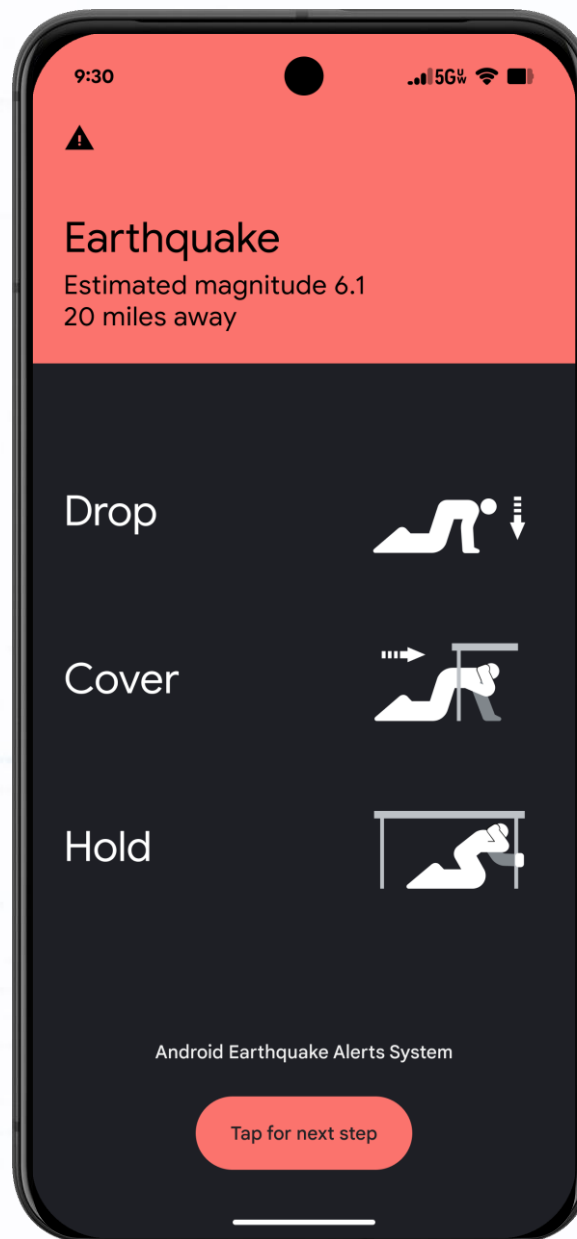 9:30
5G UW
Earthquake
Estimated magnitude 6.1
20 miles away
Drop
Cover
Hold
Android Earthquake Alerts System
Tap for next step